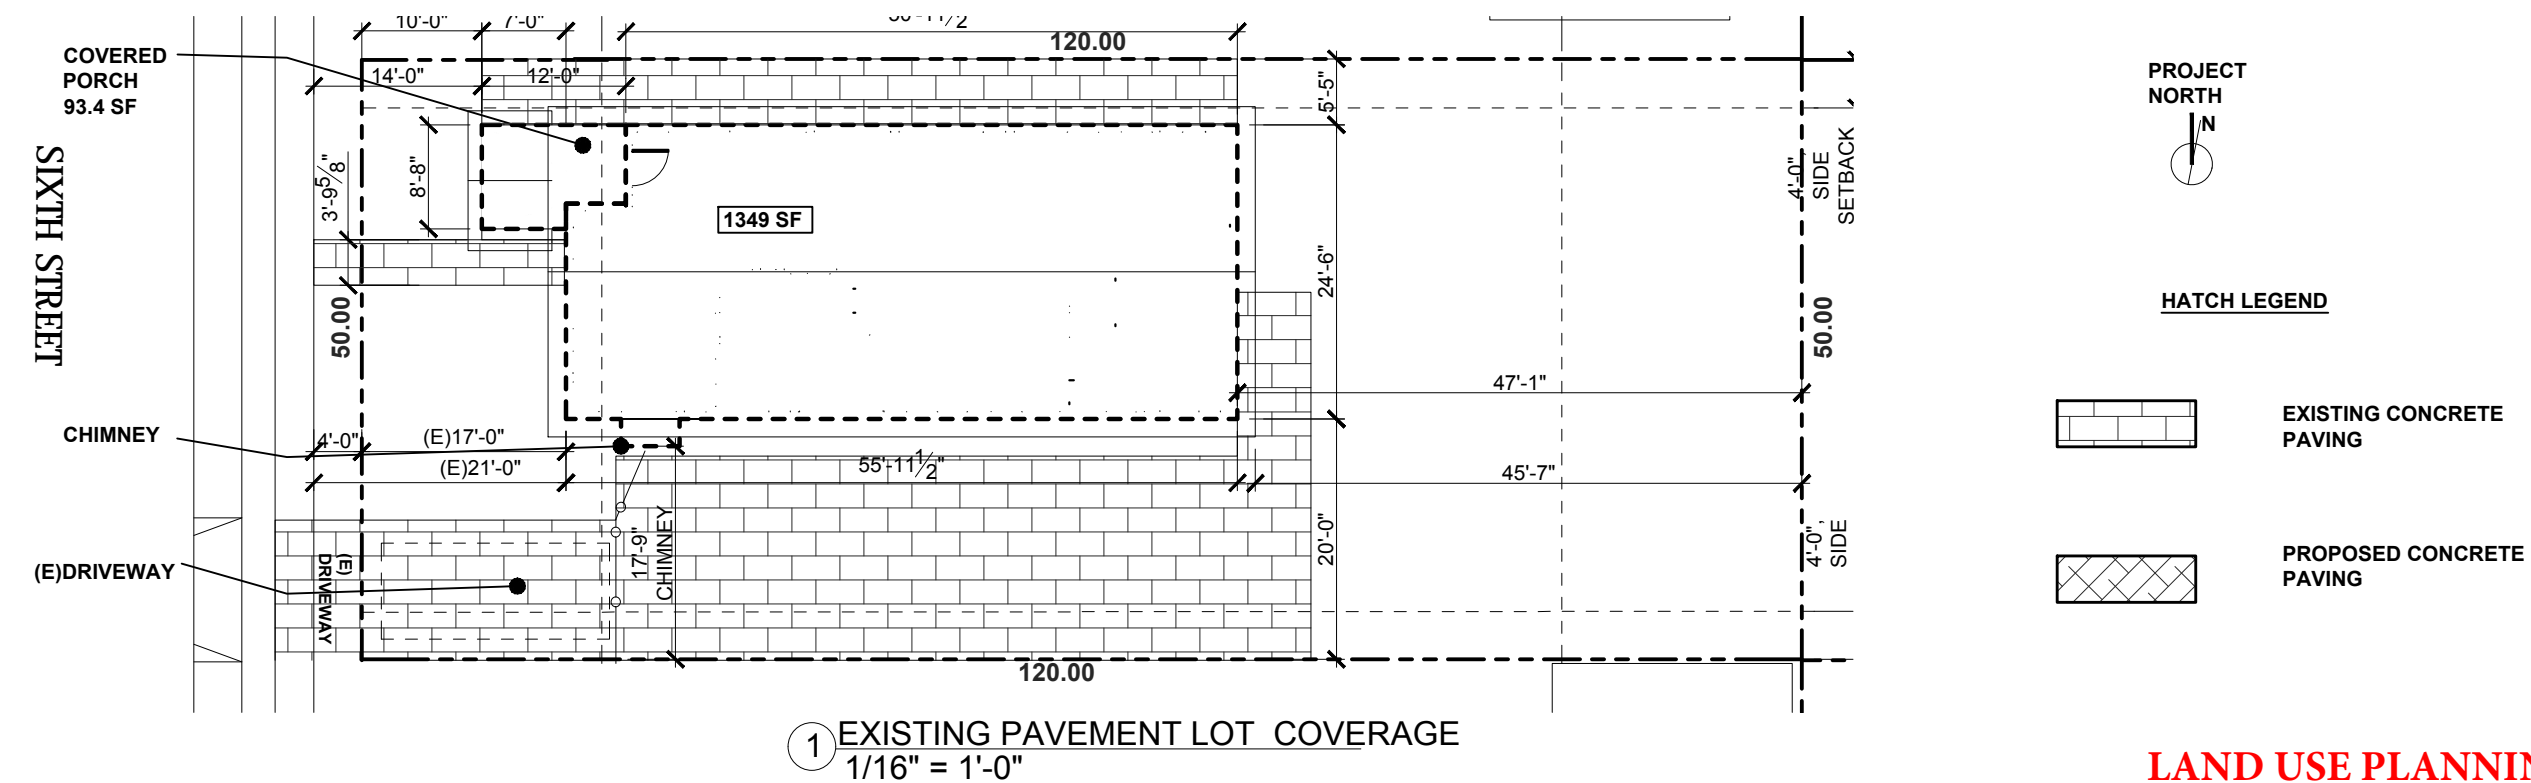 10'-0"
7'-0"
120.00
COVERED
PORCH
93.4 SF
14'-0"
12'-0"
5'-5"
PROJECT
NORTH
N
SIXTH STREET
3'-9 5/8"
8'-8"
1349 SF
4'-0",
SIDE
SETBACK
24'-6"
HATCH LEGEND
50.00
50.00
47'-1"
EXISTING CONCRETE
PAVING
CHIMNEY
4'-0"
(E)17'-0"
(E)21'-0"
55'-11 1/2"
45'-7"
17'-9"
CHIMNEY
20'-0"
4'-0",
SIDE
(E)DRIVEWAY
(E)
DRIVEWAY
PROPOSED CONCRETE
PAVING
120.00
1 EXISTING PAVEMENT LOT COVERAGE
1/16" = 1'-0"
LAND USE PLANNIN